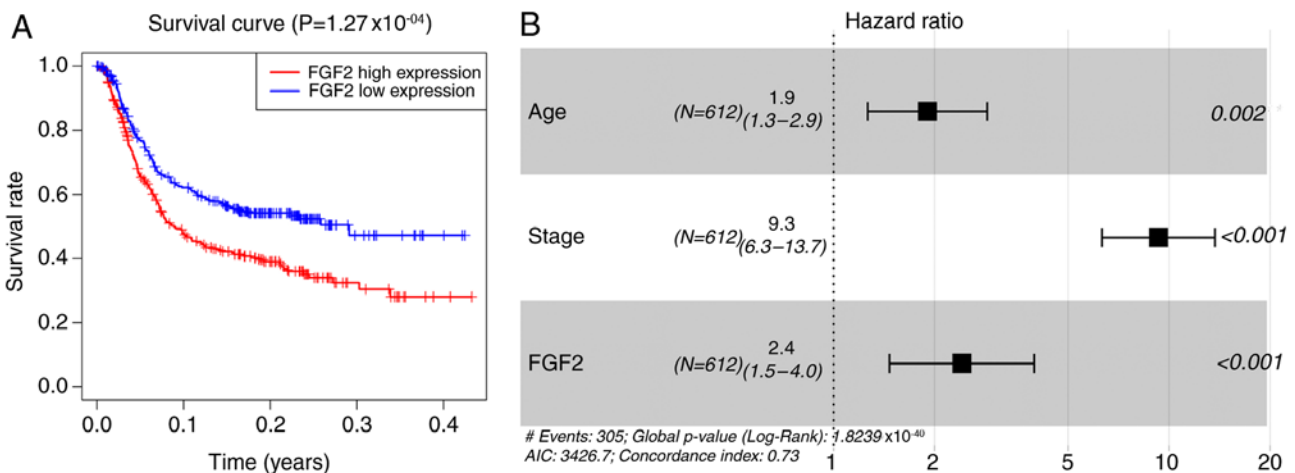 A
Survival curve (P=1.27x10⁻⁰⁴)
FGF2 high expression
FGF2 low expression
Survival rate
1.0
0.8
0.6
0.4
0.2
0.0
0.0 0.1 0.2 0.3 0.4
Time (years)
B
Hazard ratio
Age (N=612) 1.9 (1.3–2.9) 0.002
Stage (N=612) 9.3 (6.3–13.7) <0.001
FGF2 (N=612) 2.4 (1.5–4.0) <0.001
# Events: 305; Global p-value (Log-Rank): 1.8239x10⁻⁴⁰
AIC: 3426.7; Concordance index: 0.73
1 2 5 10 20